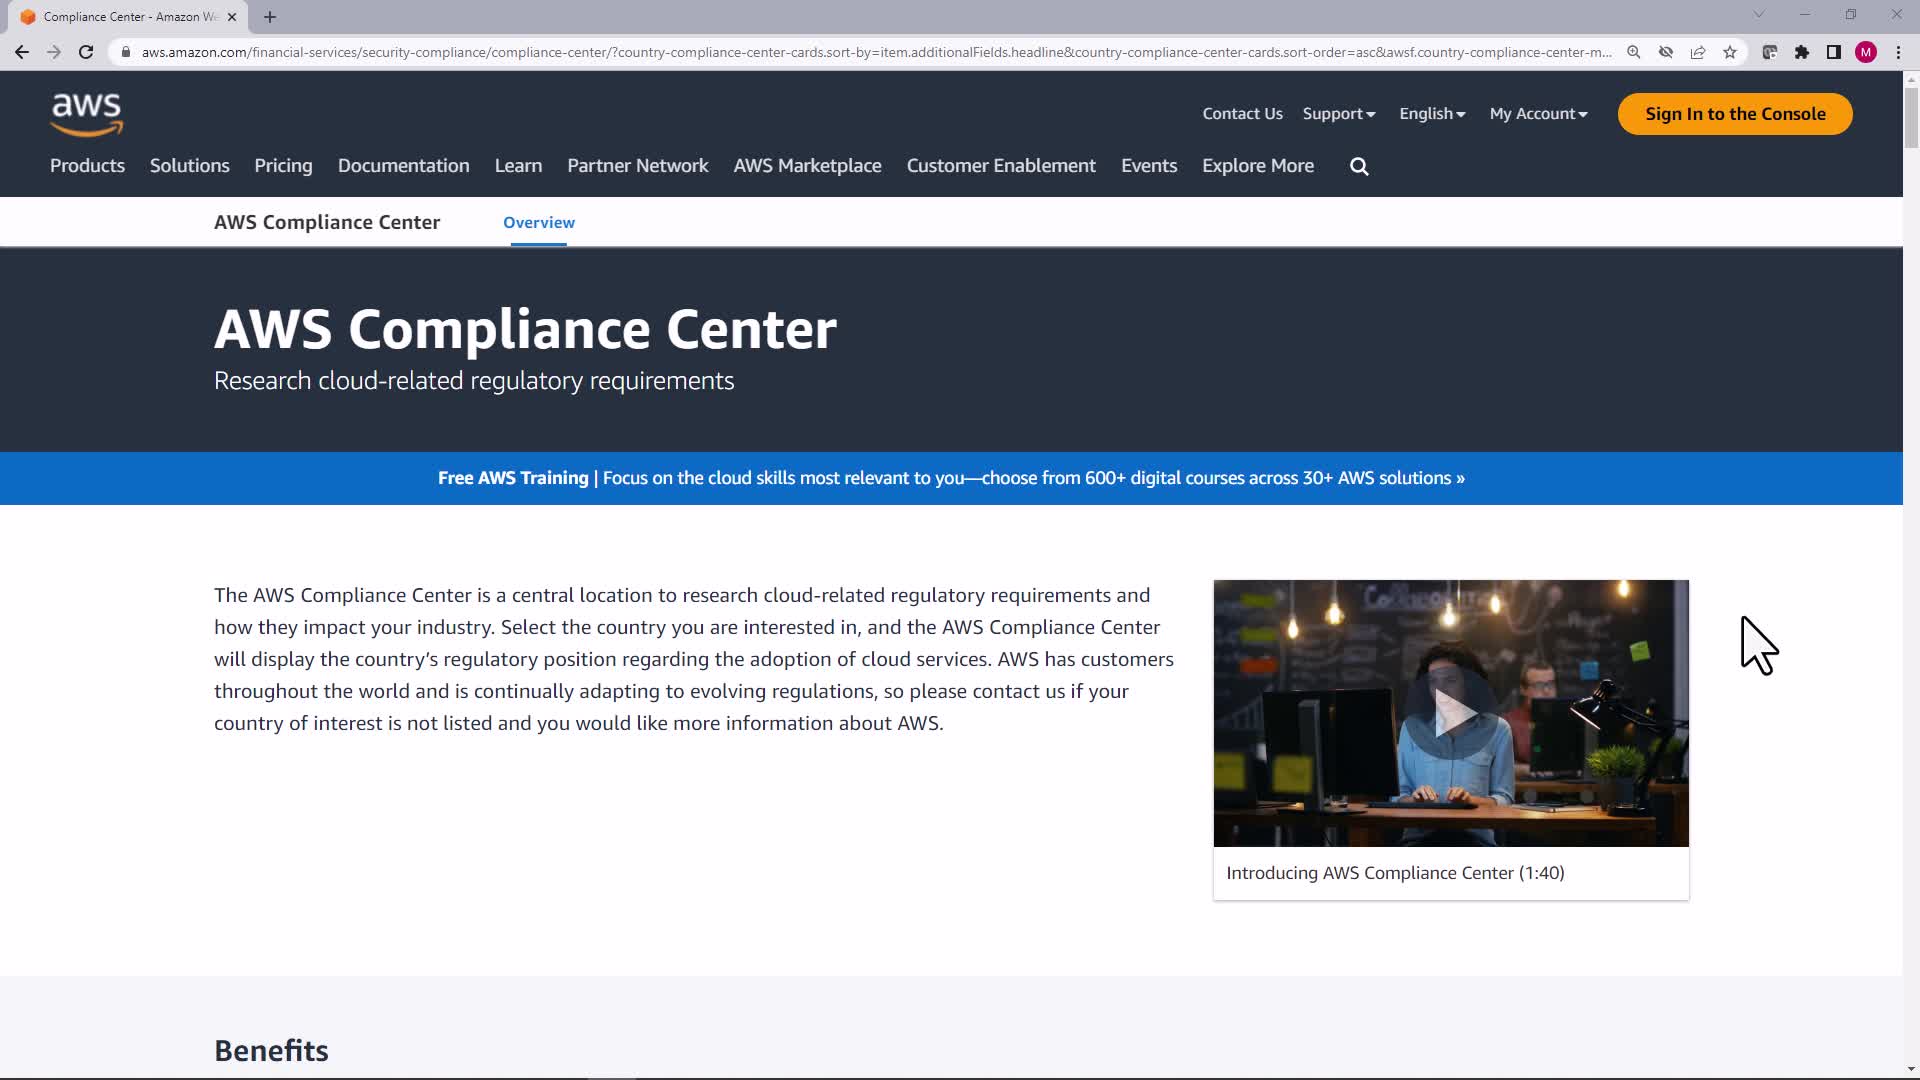 Compliance Center - Amazon We
aws.amazon.com/financial-services/security-compliance/compliance-center/?country-compliance-center-cards.sort-by=item.additionalFields.headline&country-compliance-center-cards.sort-order=asc&awsf.country-compliance-center-m...
M
aws
Contact Us Support English My Account Sign In to the Console
Products Solutions Pricing Documentation Learn Partner Network AWS Marketplace Customer Enablement Events Explore More
AWS Compliance Center Overview
AWS Compliance Center
Research cloud-related regulatory requirements
Free AWS Training | Focus on the cloud skills most relevant to you—choose from 600+ digital courses across 30+ AWS solutions »
The AWS Compliance Center is a central location to research cloud-related regulatory requirements and
how they impact your industry. Select the country you are interested in, and the AWS Compliance Center
will display the country’s regulatory position regarding the adoption of cloud services. AWS has customers
throughout the world and is continually adapting to evolving regulations, so please contact us if your
country of interest is not listed and you would like more information about AWS.
Introducing AWS Compliance Center (1:40)
Benefits